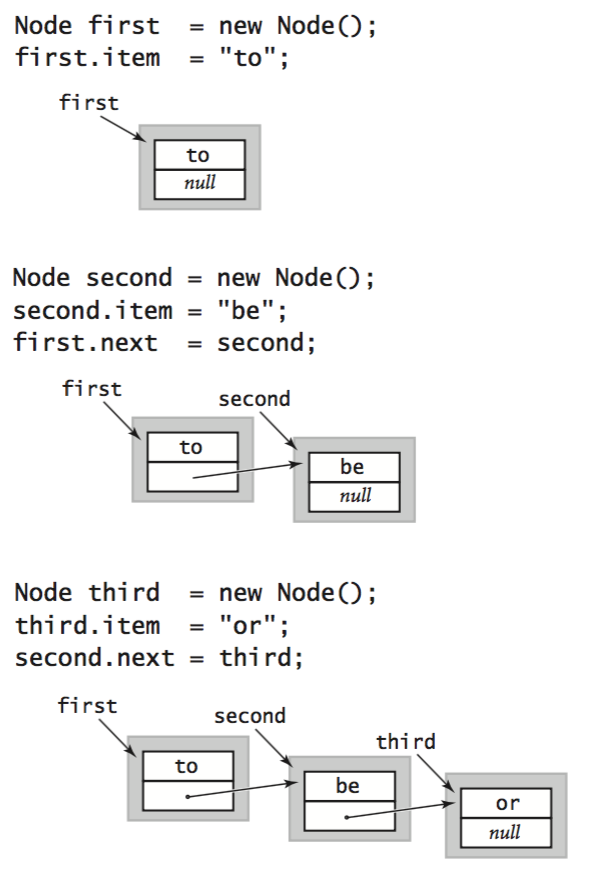 Node first  = new Node();
first.item  = "to";
first
to
null
Node second = new Node();
second.item = "be";
first.next  = second;
first
second
to
be
null
Node third  = new Node();
third.item  = "or";
second.next = third;
first
second
third
to
be
or
null